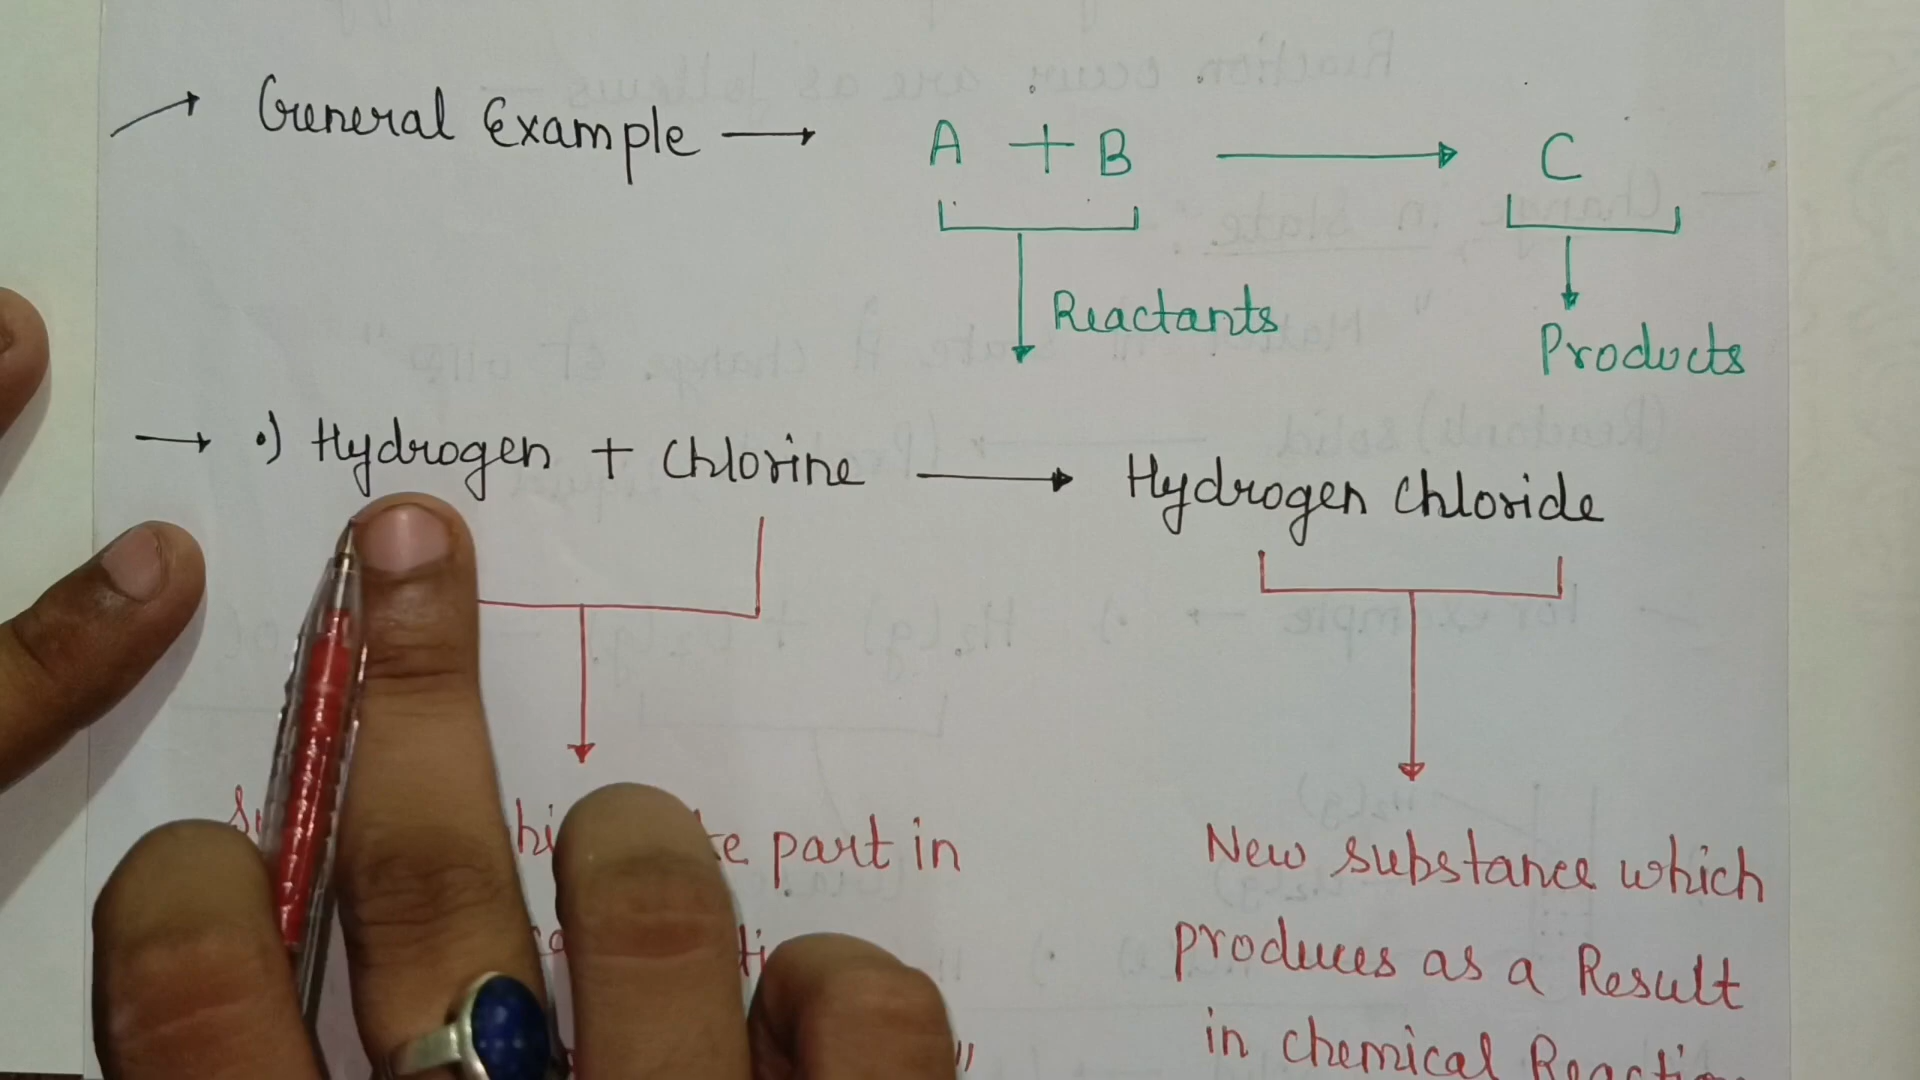 General Example → A + B → C
Reactants
Products
→ •) Hydrogen + Chlorine → Hydrogen Chloride
part in
New substance which
produces as a Result
in chemical
"